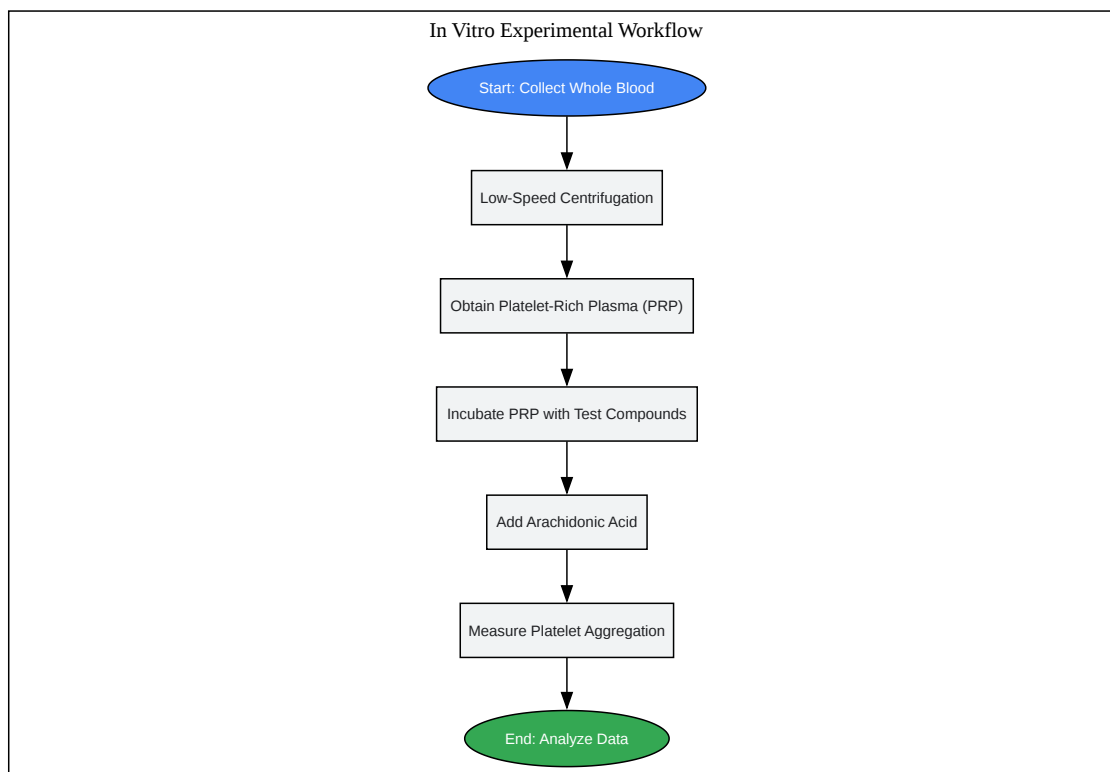 In Vitro Experimental Workflow
Start: Collect Whole Blood
Low-Speed Centrifugation
Obtain Platelet-Rich Plasma (PRP)
Incubate PRP with Test Compounds
Add Arachidonic Acid
Measure Platelet Aggregation
End: Analyze Data